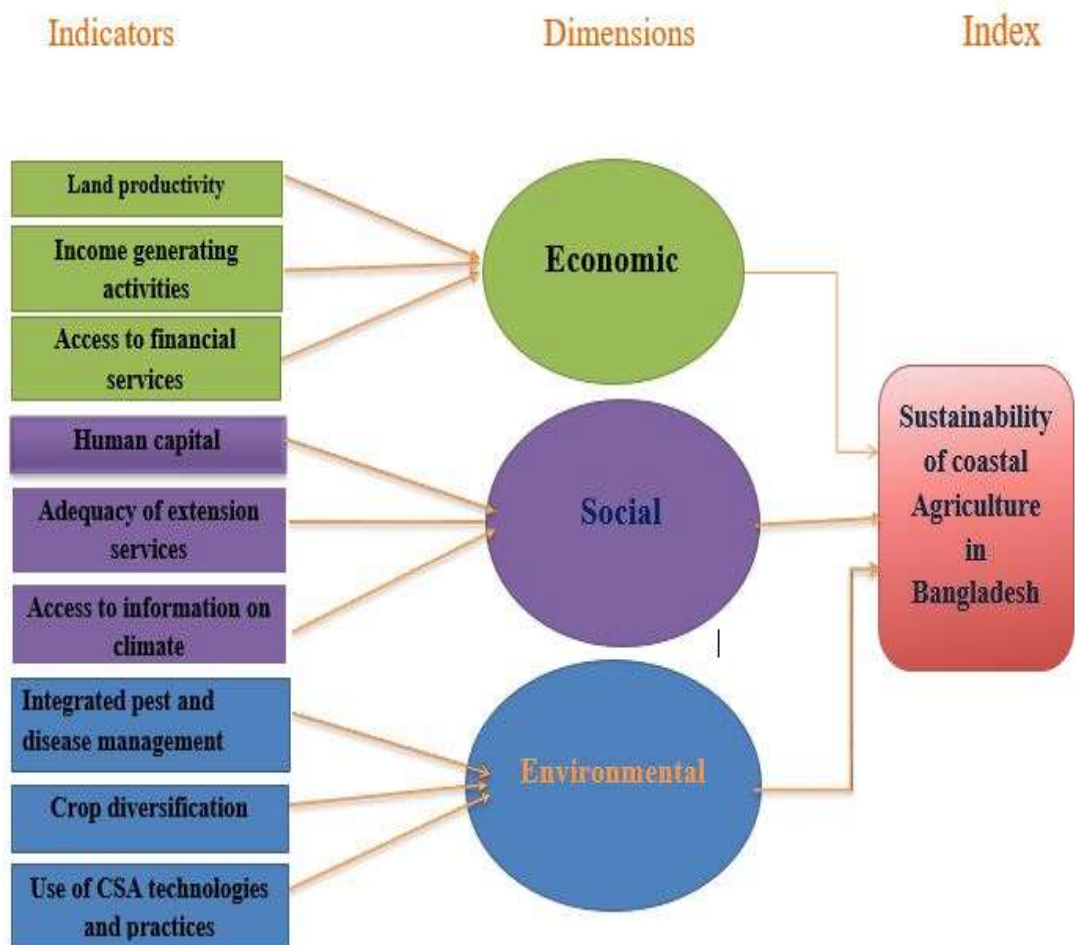 Indicators
Dimensions
Index
Land productivity
Income generating
activities
Access to financial
services
Human capital
Adequacy of extension
services
Access to information on
climate
Integrated pest and
disease management
Crop diversification
Use of CSA technologies
and practices
Economic
Social
Environmental
Sustainability
of coastal
Agriculture
in
Bangladesh